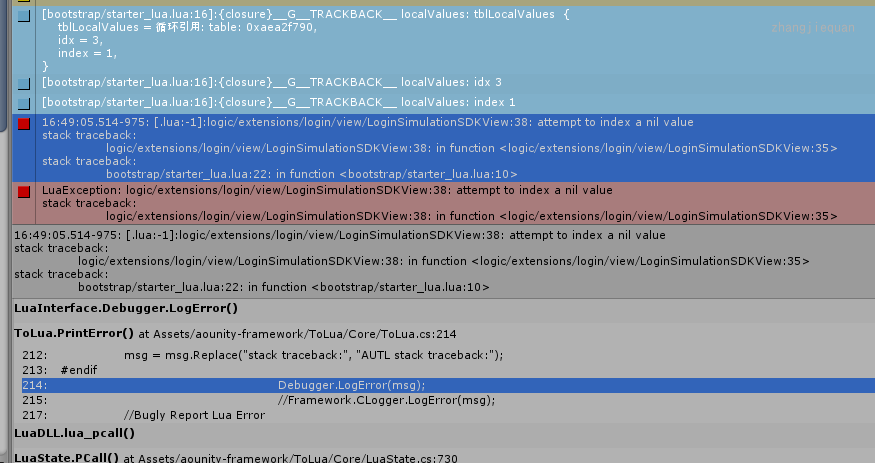 [bootstrap/starter_lua.lua:16]:{closure}__G__TRACKBACK__ localValues: tblLocalValues {
tblLocalValues = 循环引用: table: 0xaea2f790,
zhangjiequan
idx = 3,
index = 1,
}
[bootstrap/starter_lua.lua:16]:{closure}__G__TRACKBACK__ localValues: idx 3
[bootstrap/starter_lua.lua:16]:{closure}__G__TRACKBACK__ localValues: index 1
16:49:05.514-975: [.lua:-1]:logic/extensions/login/view/LoginSimulationSDKView:38: attempt to index a nil value
stack traceback:
logic/extensions/login/view/LoginSimulationSDKView:38: in function <logic/extensions/login/view/LoginSimulationSDKView:35>
stack traceback:
bootstrap/starter_lua.lua:22: in function <bootstrap/starter_lua.lua:10>
LuaException: logic/extensions/login/view/LoginSimulationSDKView:38: attempt to index a nil value
stack traceback:
logic/extensions/login/view/LoginSimulationSDKView:38: in function <logic/extensions/login/view/LoginSimulationSDKView:35>
16:49:05.514-975: [.lua:-1]:logic/extensions/login/view/LoginSimulationSDKView:38: attempt to index a nil value
stack traceback:
logic/extensions/login/view/LoginSimulationSDKView:38: in function <logic/extensions/login/view/LoginSimulationSDKView:35>
stack traceback:
bootstrap/starter_lua.lua:22: in function <bootstrap/starter_lua.lua:10>
LuaInterface.Debugger.LogError()
ToLua.PrintError() at Assets/aounity-framework/ToLua/Core/ToLua.cs:214
212: msg = msg.Replace("stack traceback:", "AUTL stack traceback:");
213: #endif
214: Debugger.LogError(msg);
215: //Framework.CLogger.LogError(msg);
217: //Bugly Report Lua Error
LuaDLL.lua_pcall()
LuaState.PCall() at Assets/aounity-framework/ToLua/Core/LuaState.cs:730